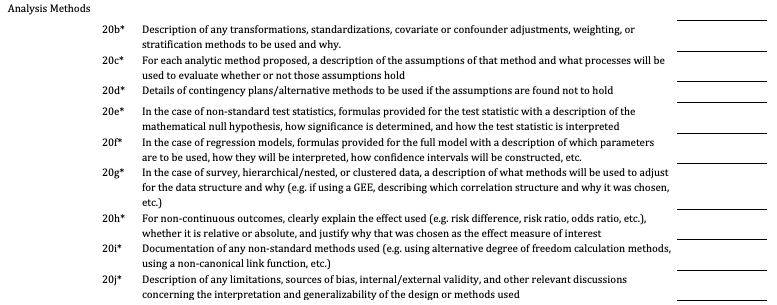 Analysis Methods
20b* Description of any transformations, standardizations, covariate or confounder adjustments, weighting, or
stratification methods to be used and why.
20c* For each analytic method proposed, a description of the assumptions of that method and what processes will be
used to evaluate whether or not those assumptions hold
20d* Details of contingency plans/alternative methods to be used if the assumptions are found not to hold
20e* In the case of non-standard test statistics, formulas provided for the test statistic with a description of the
mathematical null hypothesis, how significance is determined, and how the test statistic is interpreted
20f* In the case of regression models, formulas provided for the full model with a description of which parameters
are to be used, how they will be interpreted, how confidence intervals will be constructed, etc.
20g* In the case of survey, hierarchical/nested, or clustered data, a description of what methods will be used to adjust
for the data structure and why (e.g. if using a GEE, describing which correlation structure and why it was chosen,
etc.)
20h* For non-continuous outcomes, clearly explain the effect used (e.g. risk difference, risk ratio, odds ratio, etc.),
whether it is relative or absolute, and justify why that was chosen as the effect measure of interest
20i* Documentation of any non-standard methods used (e.g. using alternative degree of freedom calculation methods,
using a non-canonical link function, etc.)
20j* Description of any limitations, sources of bias, internal/external validity, and other relevant discussions
concerning the interpretation and generalizability of the design or methods used